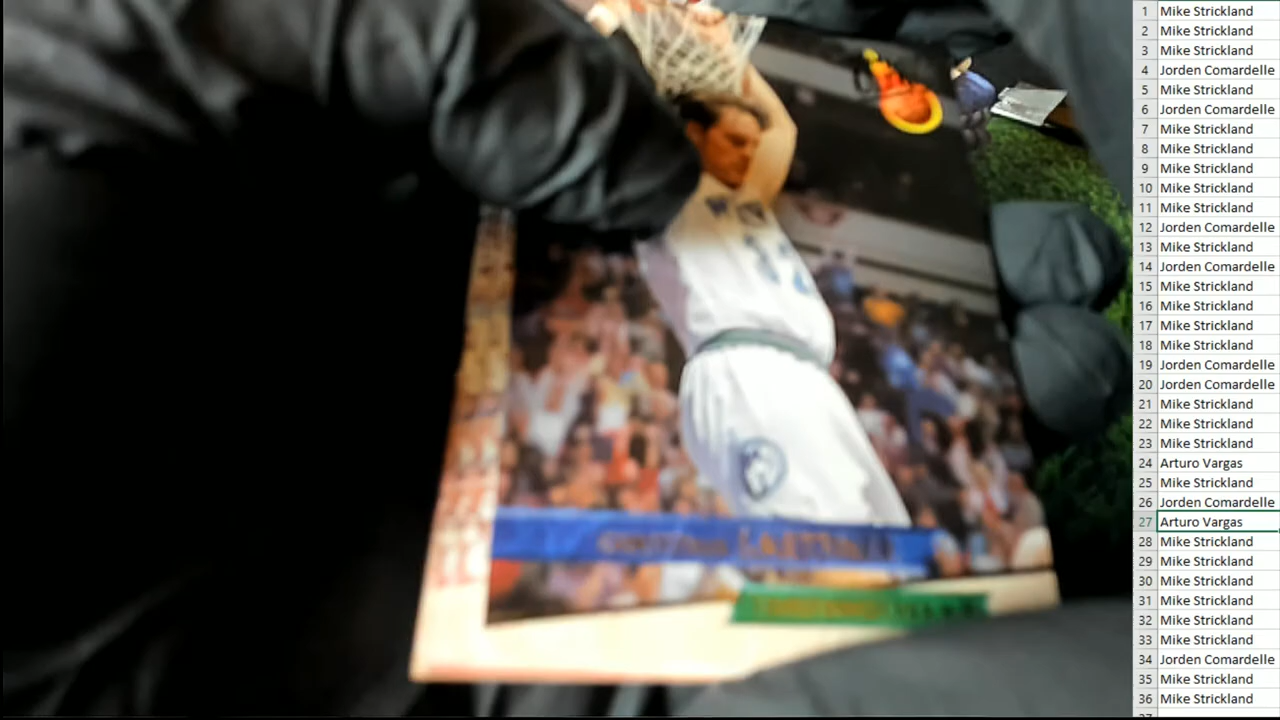 1 Mike Strickland
2 Mike Strickland
3 Mike Strickland
4 Jorden Comardelle
5 Mike Strickland
6 Jorden Comardelle
7 Mike Strickland
8 Mike Strickland
9 Mike Strickland
10 Mike Strickland
11 Mike Strickland
12 Jorden Comardelle
13 Mike Strickland
14 Jorden Comardelle
15 Mike Strickland
16 Mike Strickland
17 Mike Strickland
18 Mike Strickland
19 Jorden Comardelle
20 Jorden Comardelle
21 Mike Strickland
22 Mike Strickland
23 Mike Strickland
24 Arturo Vargas
25 Mike Strickland
26 Jorden Comardelle
27 Arturo Vargas
28 Mike Strickland
29 Mike Strickland
30 Mike Strickland
31 Mike Strickland
32 Mike Strickland
33 Mike Strickland
34 Jorden Comardelle
35 Mike Strickland
36 Mike Strickland